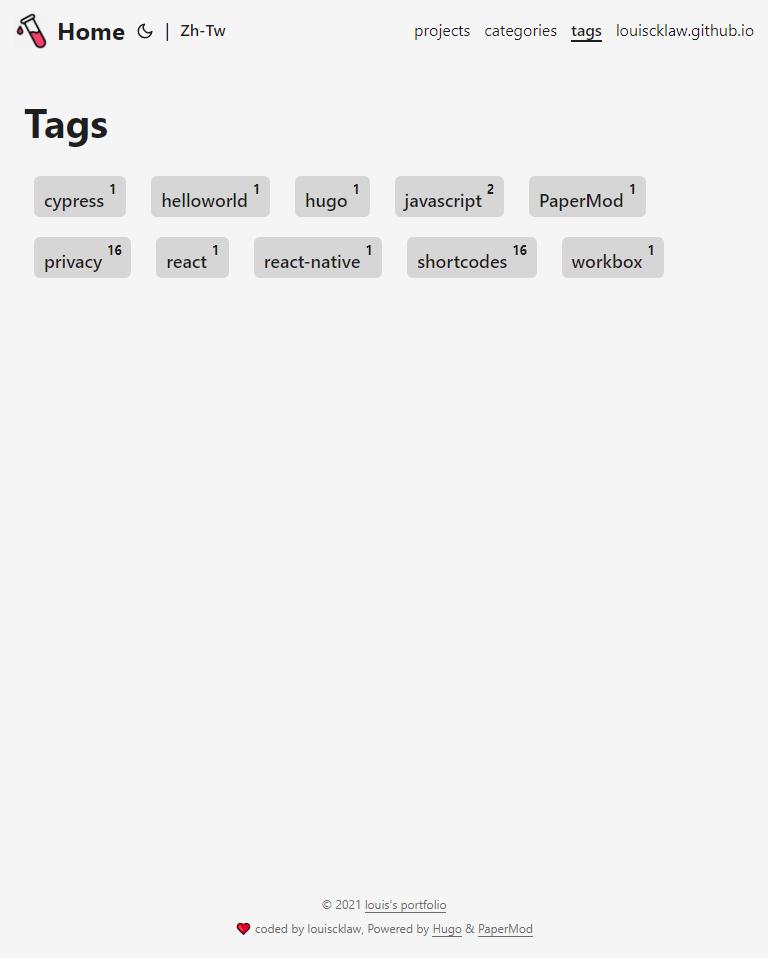 Home | Zh-Tw projects categories tags louiscklaw.github.io
Tags
cypress 1 helloworld 1 hugo 1 javascript 2 PaperMod 1
privacy 16 react 1 react-native 1 shortcodes 16 workbox 1
© 2021 louis's portfolio
coded by louiscklaw, Powered by Hugo & PaperMod